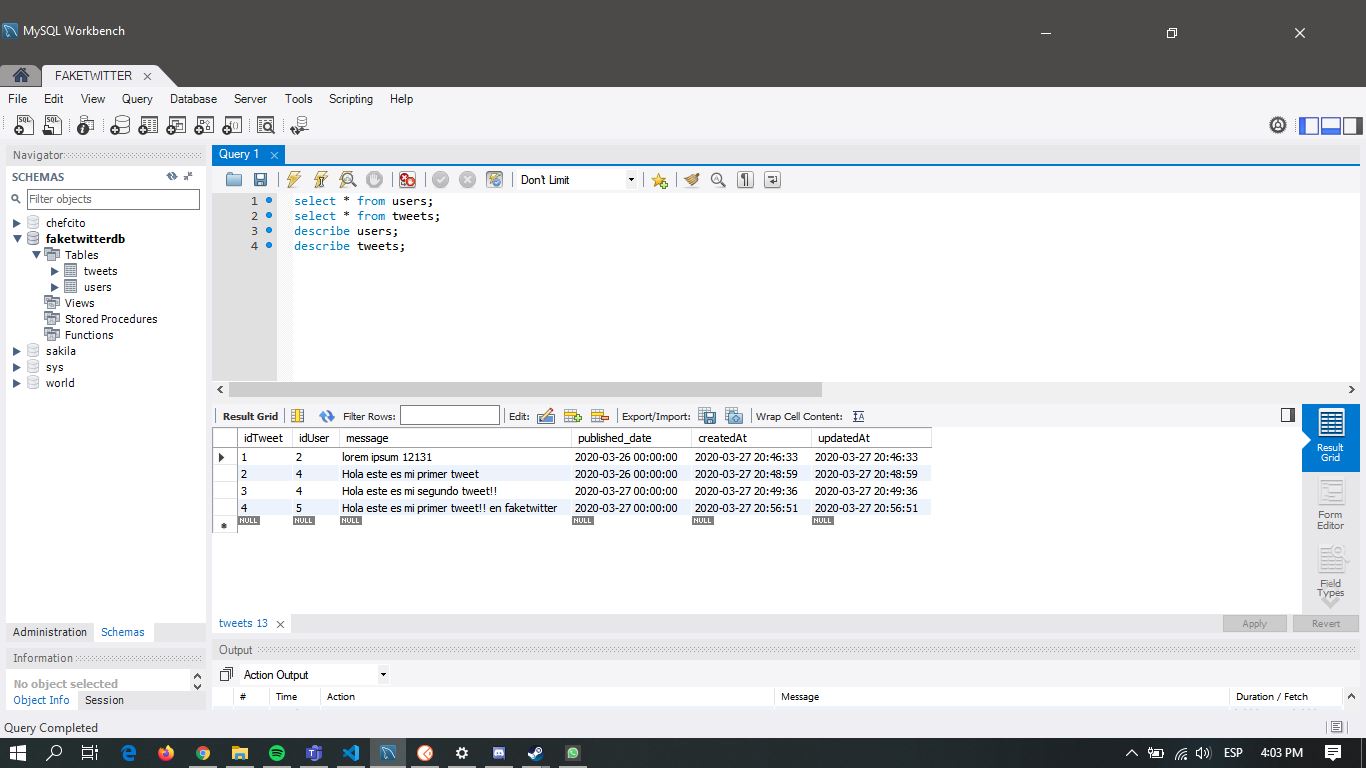 MySQL Workbench
FAKETWITTER
File Edit View Query Database Server Tools Scripting Help
Navigator
SCHEMAS
Filter objects
chefcito
faketwitterdb
Tables
tweets
users
Views
Stored Procedures
Functions
sakila
sys
world
Administration Schemas
Information
No object selected
Object Info Session
Query 1
Don't Limit
1 select * from users;
2 select * from tweets;
3 describe users;
4 describe tweets;
Result Grid Filter Rows: Edit: Export/Import: Wrap Cell Content:
idTweet idUser message published_date createdAt updatedAt
1 2 lorem ipsum 12131 2020-03-26 00:00:00 2020-03-27 20:46:33 2020-03-27 20:46:33
2 4 Hola este es mi primer tweet 2020-03-26 00:00:00 2020-03-27 20:48:59 2020-03-27 20:48:59
3 4 Hola este es mi segundo tweet!! 2020-03-27 00:00:00 2020-03-27 20:49:36 2020-03-27 20:49:36
4 5 Hola este es mi primer tweet!! en faketwitter 2020-03-27 00:00:00 2020-03-27 20:56:51 2020-03-27 20:56:51
NULL NULL NULL NULL NULL NULL
Result
Grid
Form
Editor
Field
Types
tweets 13
Apply Revert
Output
Action Output
# Time Action Message Duration / Fetch
Query Completed
ESP 4:03 PM